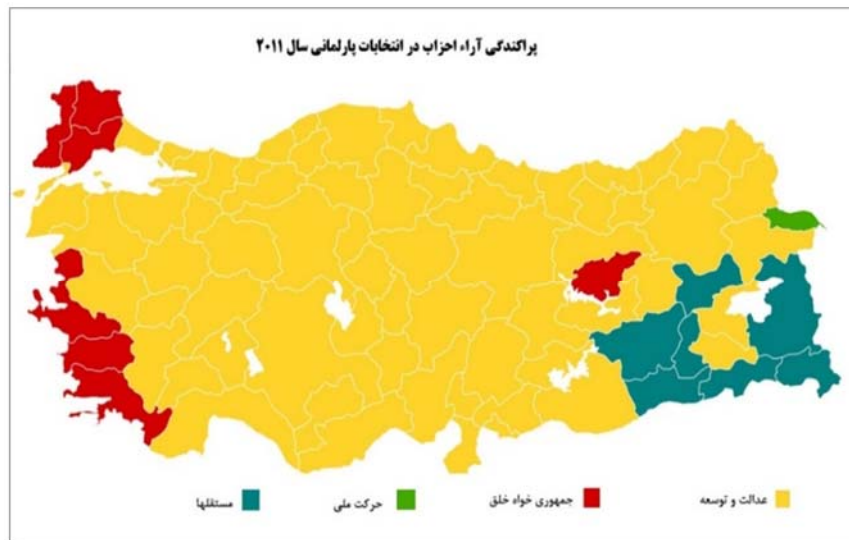 پراکندگی آراء احزاب در انتخابات پارلمانی سال ۲۰۱۱
عدالت و توسعه
جمهوری خواه خلق
حرکت ملی
مستقلها